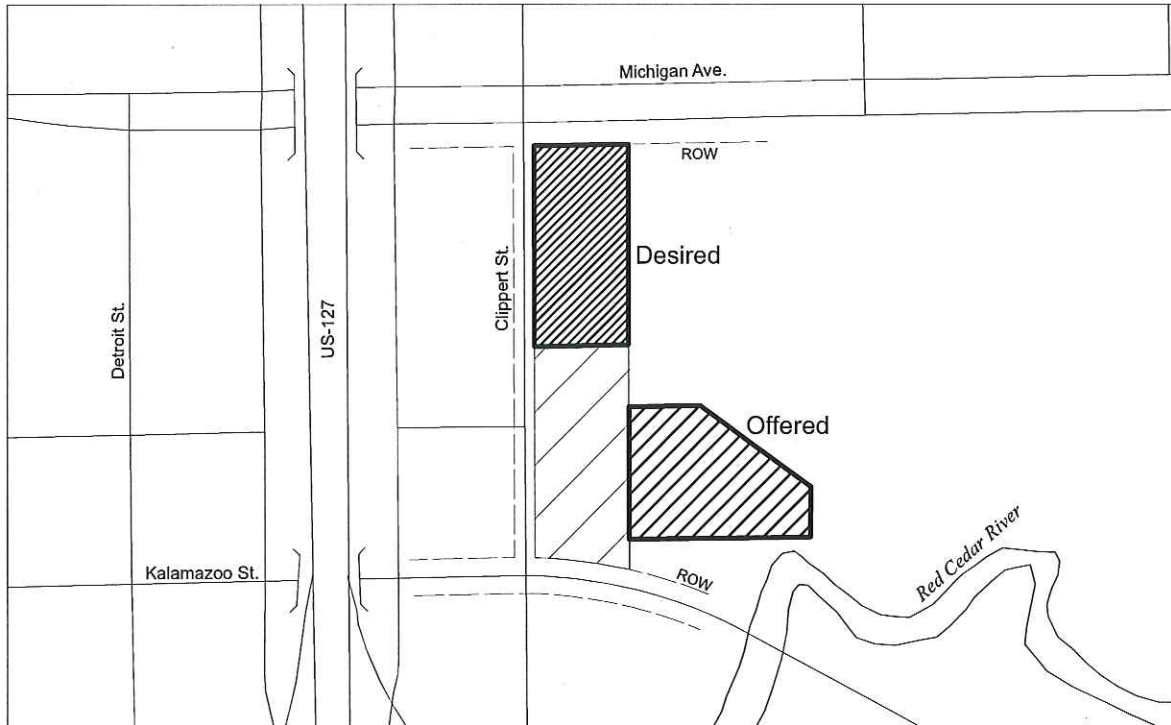 Michigan Ave.
ROW
Desired
Clippert St.
US-127
Detroit St.
Offered
Red Cedar River
Kalamazoo St.
ROW